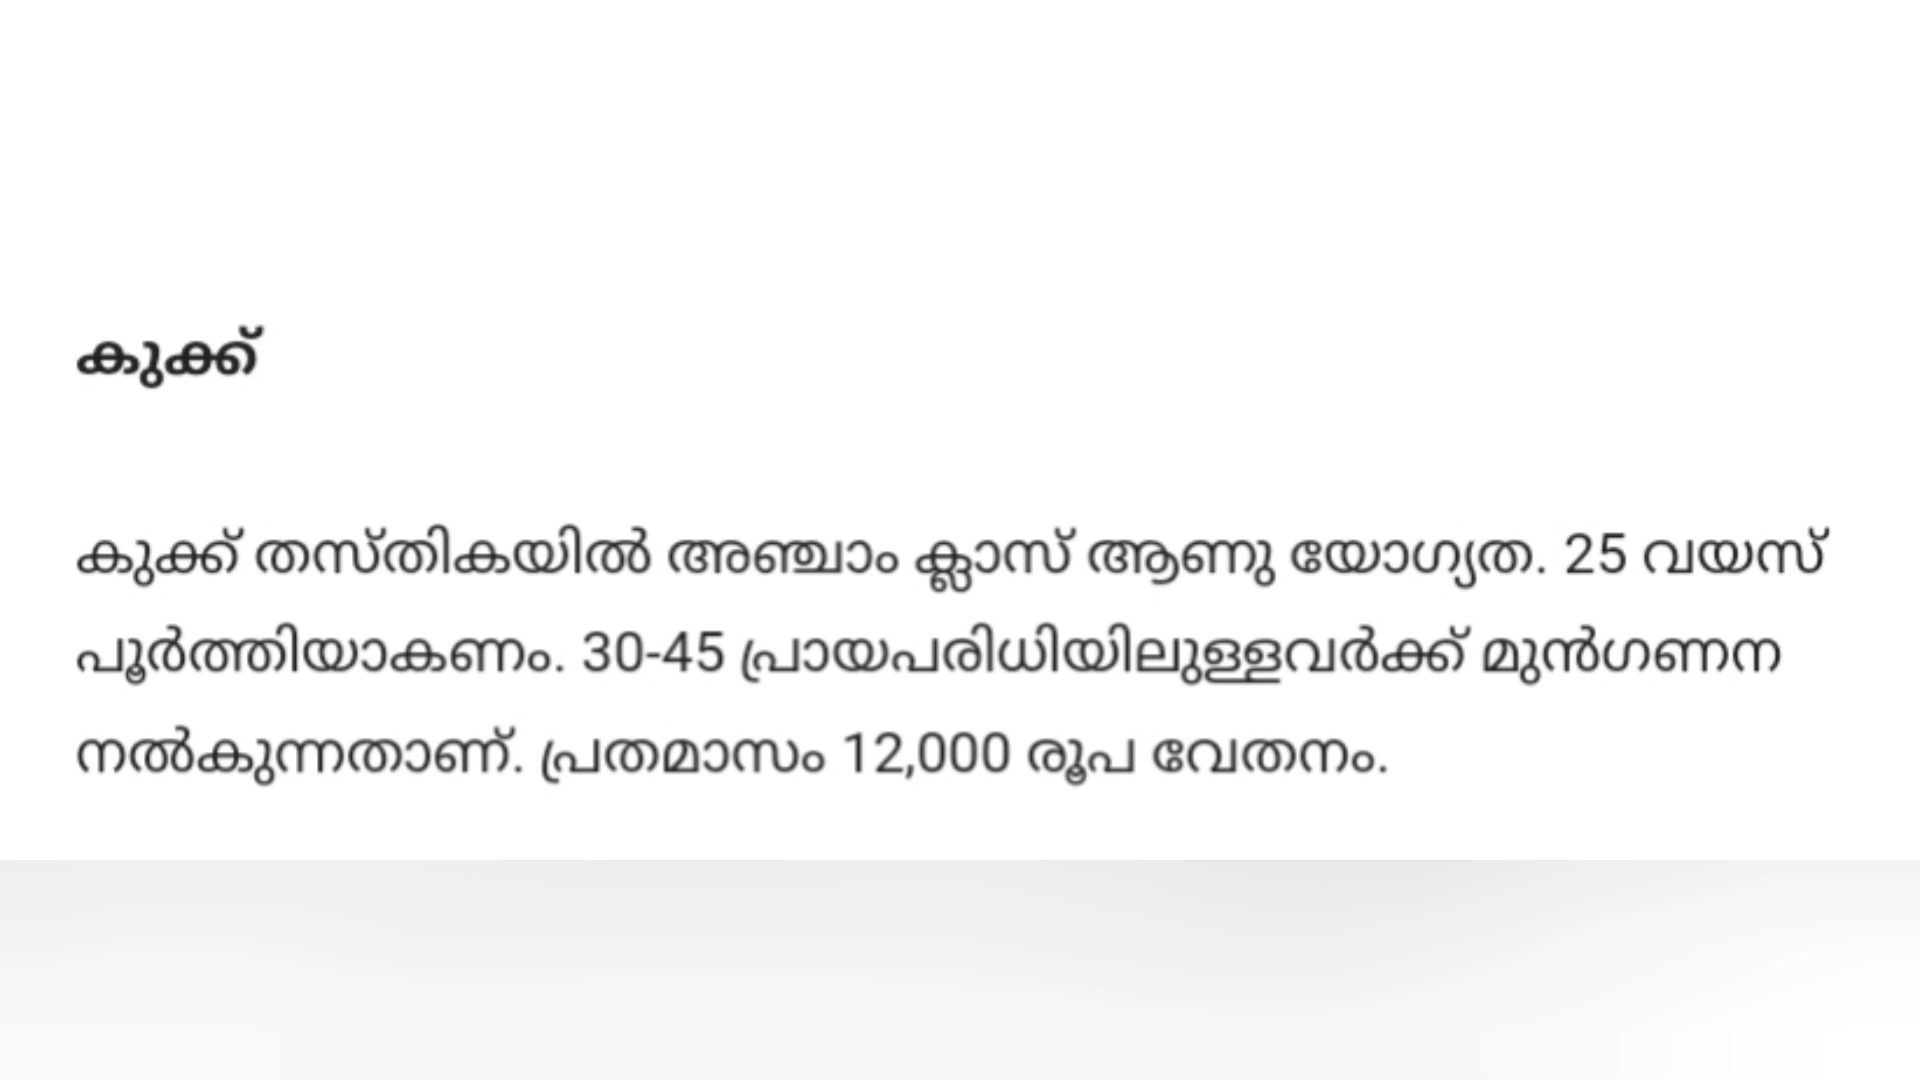 കുക്ക്
കുക്ക് തസ്തികയിൽ അഞ്ചാം ക്ലാസ് ആണു യോഗ്യത. 25 വയസ്
പൂർത്തിയാകണം. 30-45 പ്രായപരിധിയിലുള്ളവർക്ക് മുൻഗണന
നൽകുന്നതാണ്. പ്രതമാസം 12,000 രൂപ വേതനം.